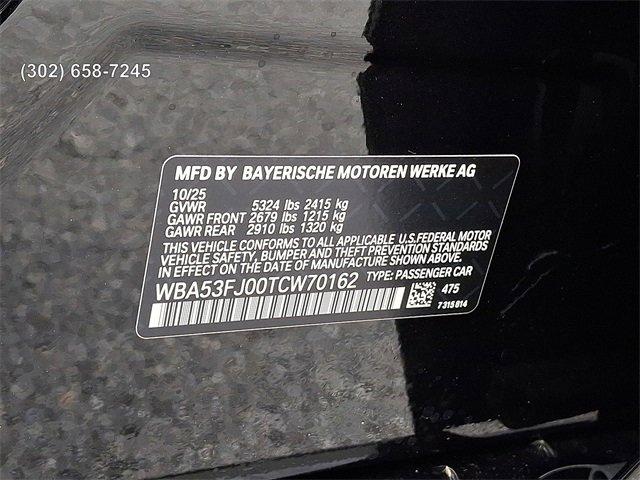 (302) 658-7245
MFD BY BAYERISCHE MOTOREN WERKE AG
10/25
GVWR 5324 lbs 2415 kg
GAWR FRONT 2679 lbs 1215 kg
GAWR REAR 2910 lbs 1320 kg
THIS VEHICLE CONFORMS TO ALL APPLICABLE U.S.FEDERAL MOTOR
VEHICLE SAFETY, BUMPER AND THEFT PREVENTION STANDARDS
IN EFFECT ON THE DATE OF MANUFACTURE SHOWN ABOVE.
WBA53FJ00TCW70162 TYPE: PASSENGER CAR
475
7315814